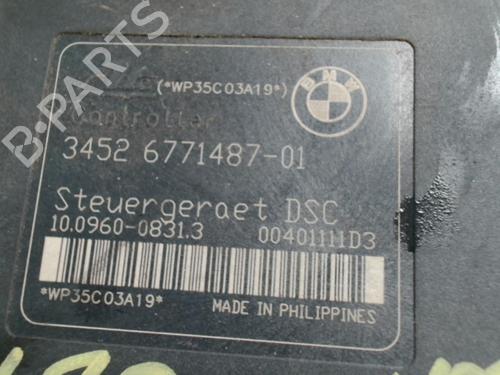 B-PARTS
(*WP35C03A19*)
BMW
Controller
3452 6771487-01
Steuergeraet DSC
10.0960-0831.3 00401111D3
*WP35C03A19* MADE IN PHILIPPINES